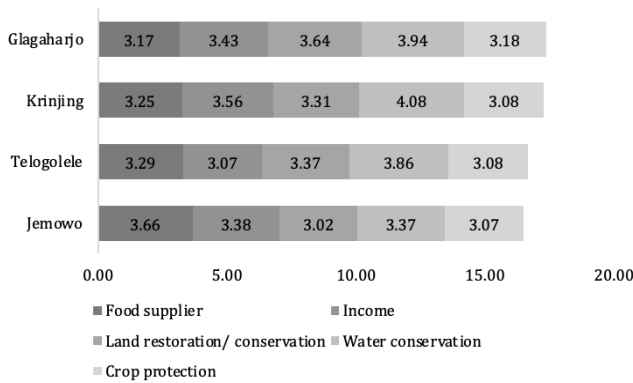 Glagaharjo 3.17 3.43 3.64 3.94 3.18
Krinjing 3.25 3.56 3.31 4.08 3.08
Telogolele 3.29 3.07 3.37 3.86 3.08
Jemowo 3.66 3.38 3.02 3.37 3.07
0.00 5.00 10.00 15.00 20.00
Food supplier Income
Land restoration/ conservation Water conservation
Crop protection